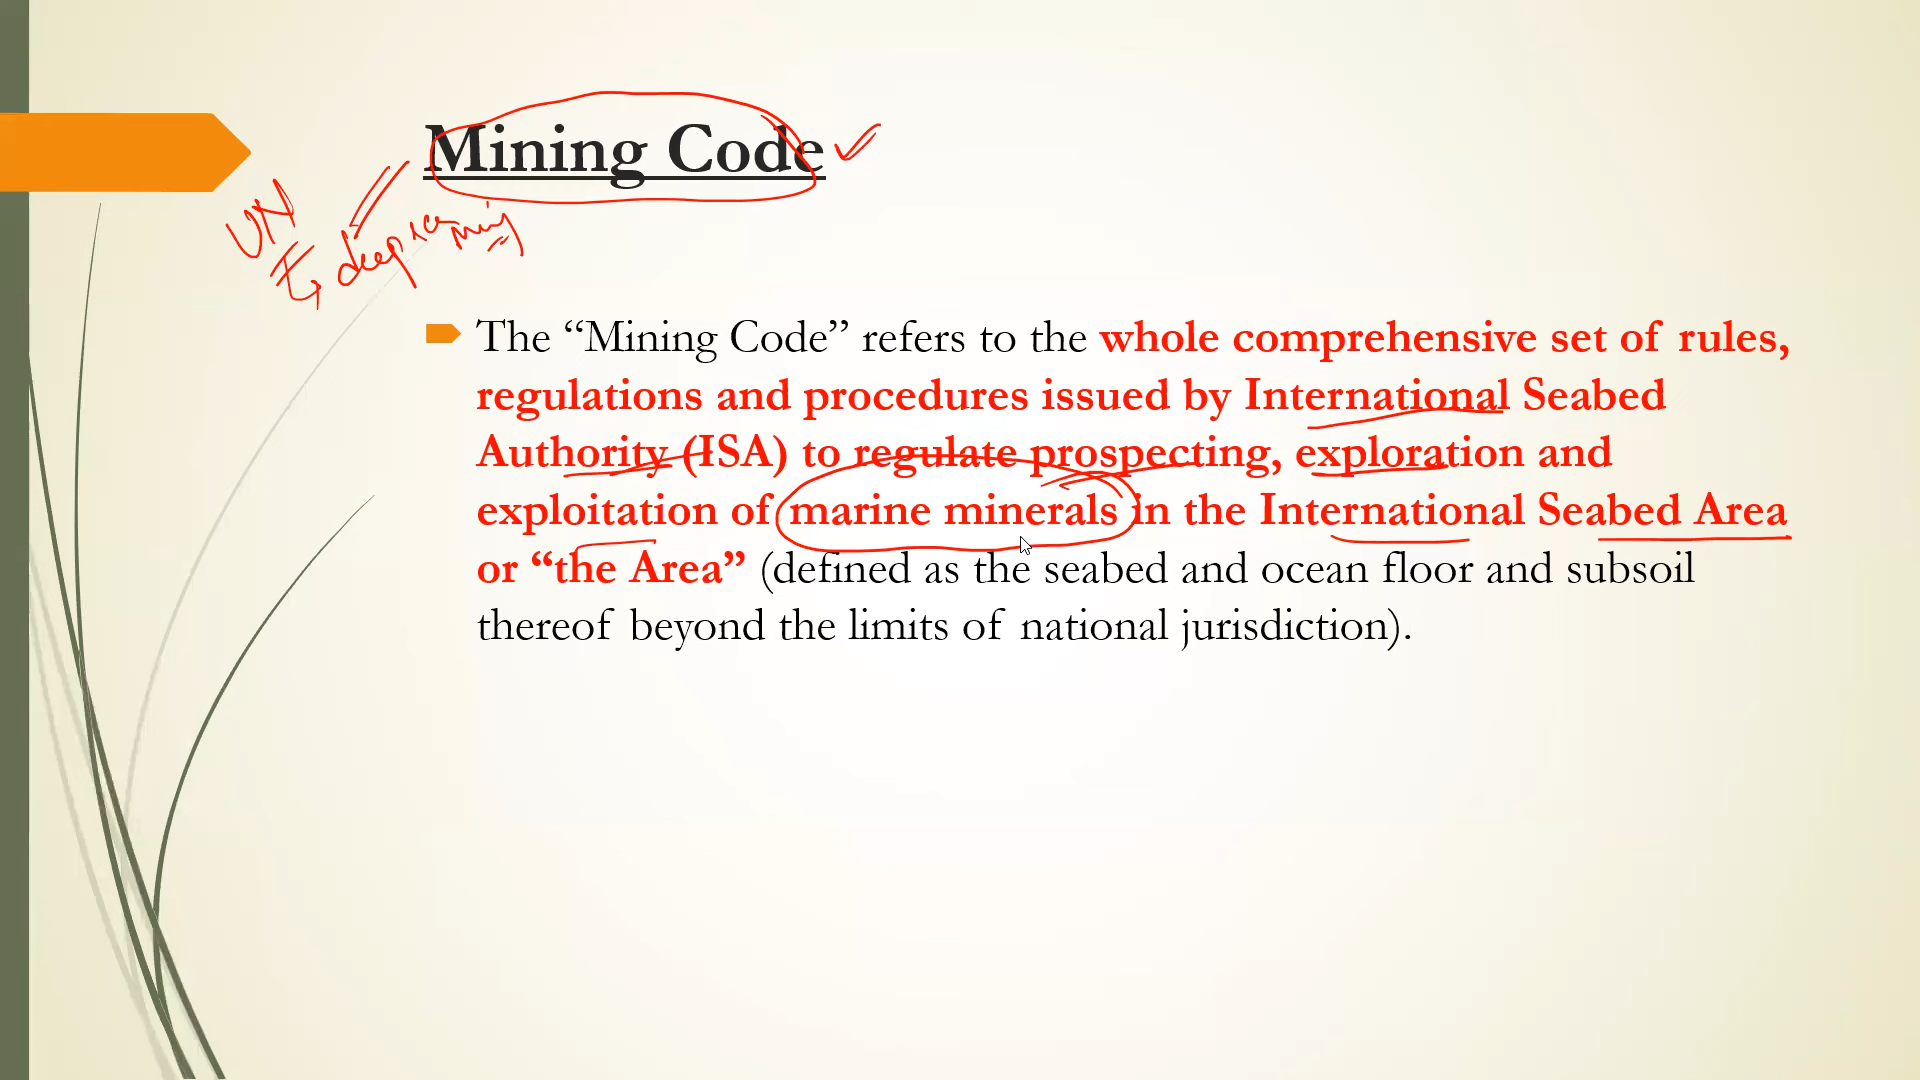 Mining Code
UN
deep sea
mining
The “Mining Code” refers to the whole comprehensive set of rules,
regulations and procedures issued by International Seabed
Authority (ISA) to regulate prospecting, exploration and
exploitation of marine minerals in the International Seabed Area
or “the Area” (defined as the seabed and ocean floor and subsoil
thereof beyond the limits of national jurisdiction).